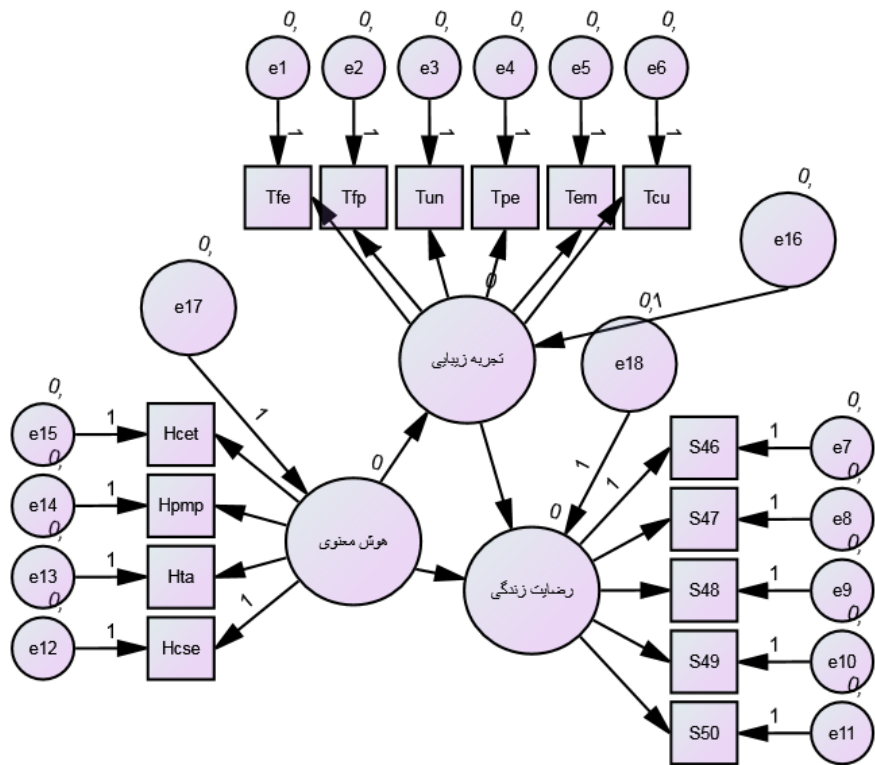 0, 0, 0, 0, 0, 0,
e1 e2 e3 e4 e5 e6
1 1 1 1 1 1
Tfe Tfp Tun Tpe Tem Tcu
0,
e16
0,
e17
0
تجربه زیبایی
0,1
e18
0,
e15 1 Hcet
0,
e14 1 Hpmp
0,
e13 1 Hta
0,
e12 1 Hcse
1
1
0
هوش معنوی
1
1
0
رضایت زندگی
0,
S46 1 e7
0,
S47 1 e8
0,
S48 1 e9
0,
S49 1 e10
0,
S50 1 e11